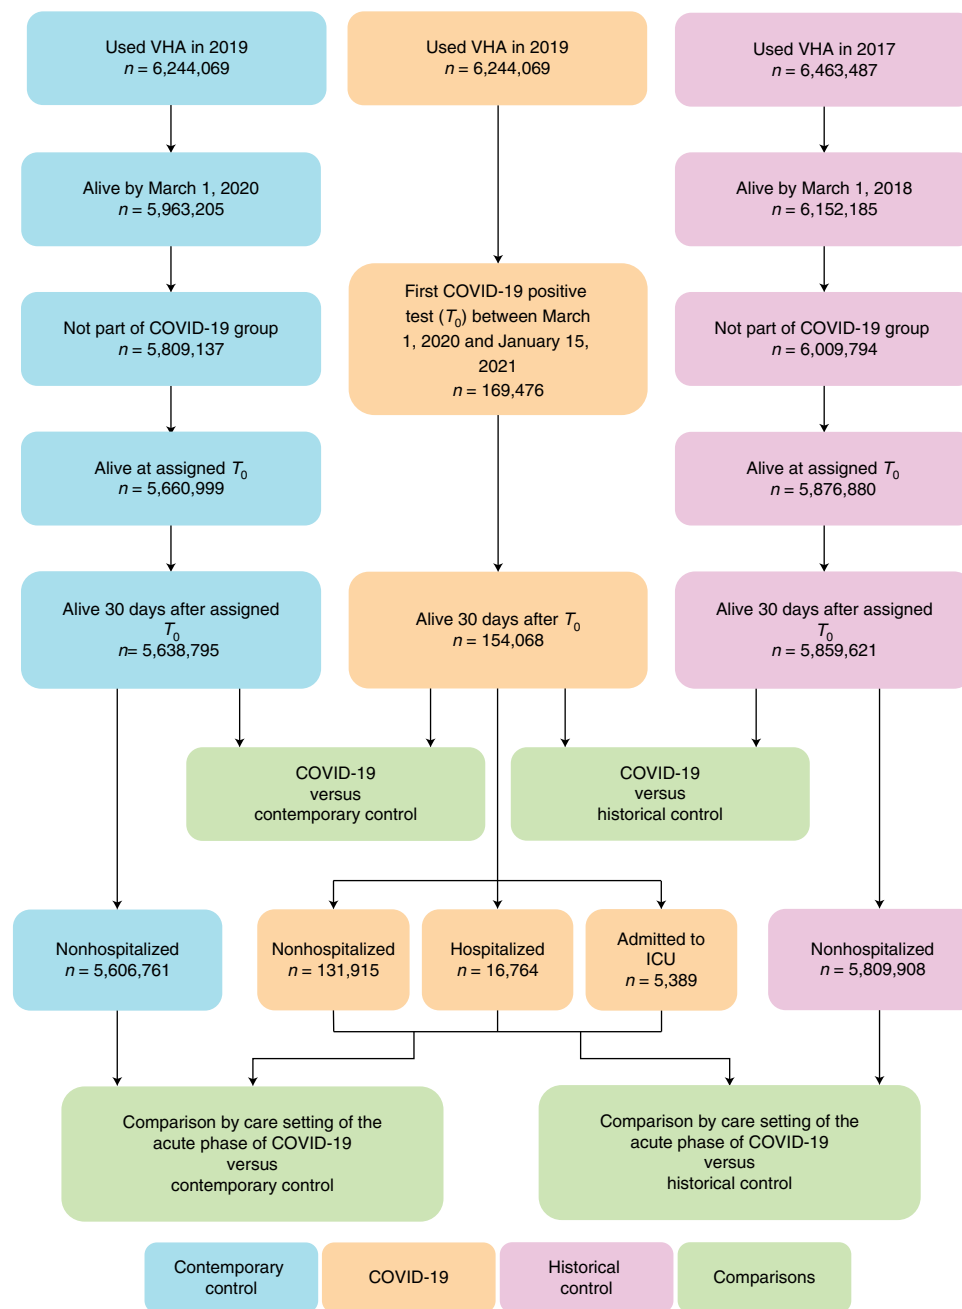 Used VHA in 2019
n = 6,244,069
Used VHA in 2019
n = 6,244,069
Used VHA in 2017
n = 6,463,487
Alive by March 1, 2020
n = 5,963,205
Alive by March 1, 2018
n = 6,152,185
First COVID-19 positive
test (T0) between March
1, 2020 and January 15,
2021
n = 169,476
Not part of COVID-19 group
n = 5,809,137
Not part of COVID-19 group
n = 6,009,794
Alive at assigned T0
n = 5,660,999
Alive at assigned T0
n = 5,876,880
Alive 30 days after assigned
T0
n= 5,638,795
Alive 30 days after T0
n = 154,068
Alive 30 days after assigned
T0
n = 5,859,621
COVID-19
versus
contemporary control
COVID-19
versus
historical control
Nonhospitalized
n = 5,606,761
Nonhospitalized
n = 131,915
Hospitalized
n = 16,764
Admitted to
ICU
n = 5,389
Nonhospitalized
n = 5,809,908
Comparison by care setting of the
acute phase of COVID-19
versus
contemporary control
Comparison by care setting of the
acute phase of COVID-19
versus
historical control
Contemporary
control
COVID-19
Historical
control
Comparisons